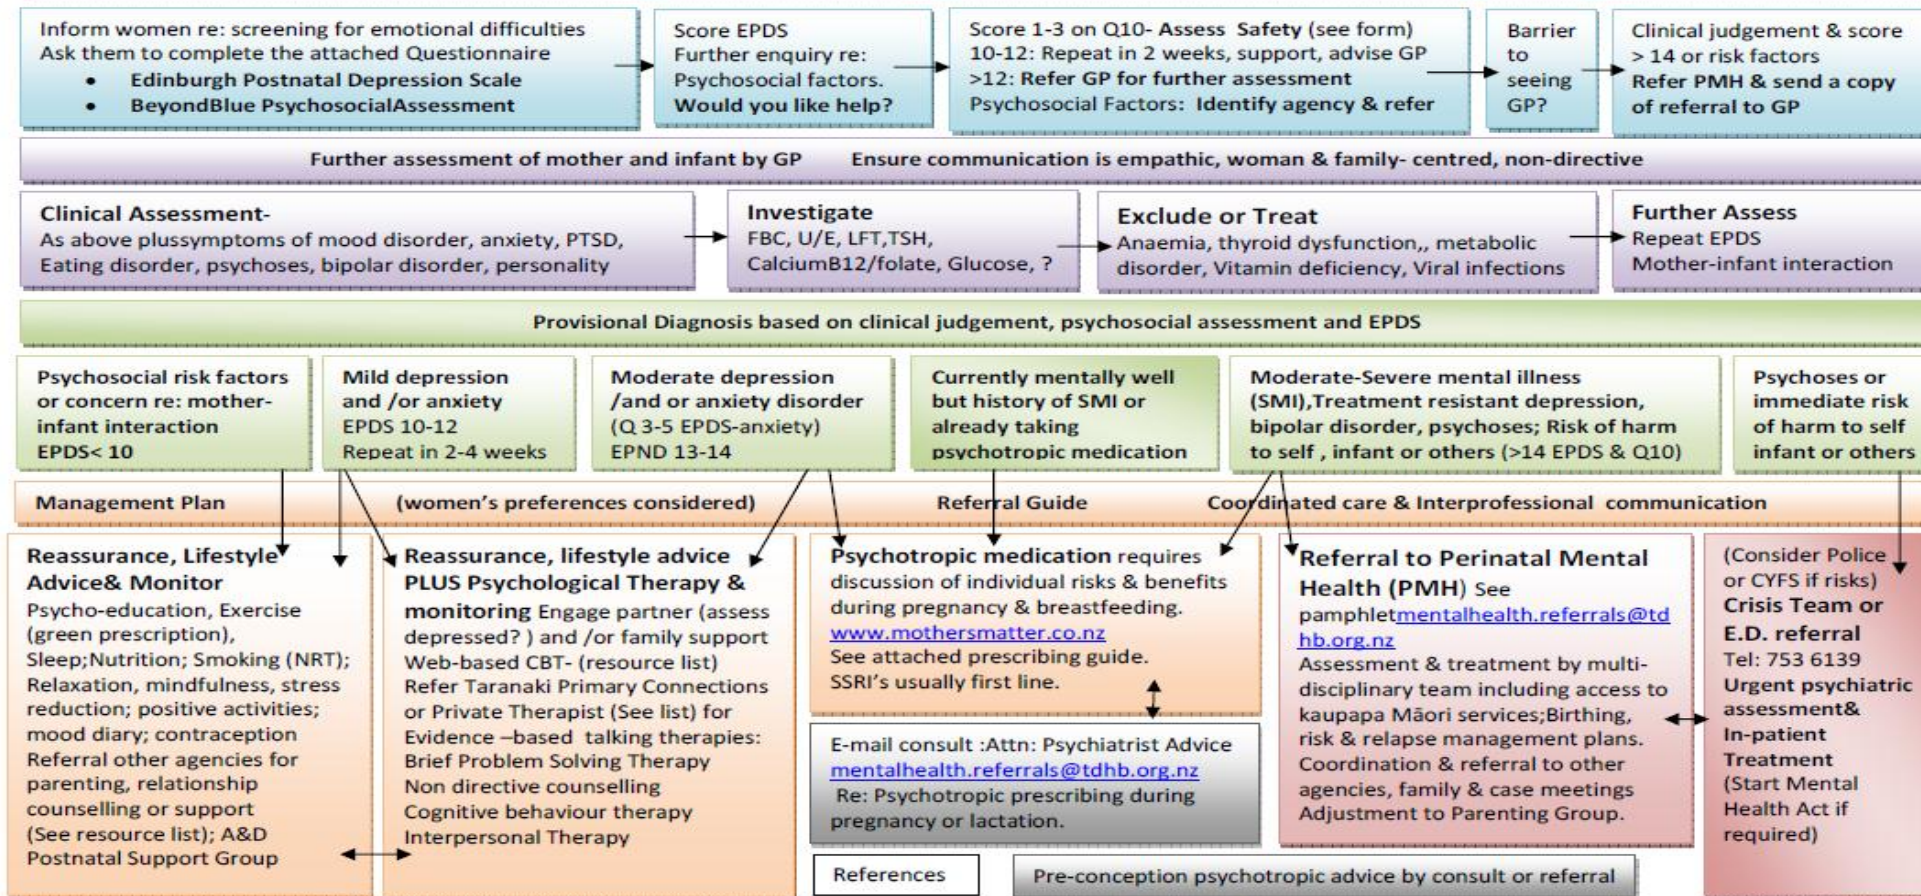 Inform women re: screening for emotional difficulties
Ask them to complete the attached Questionnaire
• Edinburgh Postnatal Depression Scale
• BeyondBlue PsychosocialAssessment
Score EPDS
Further enquiry re:
Psychosocial factors.
Would you like help?
Score 1-3 on Q10- Assess Safety (see form)
10-12: Repeat in 2 weeks, support, advise GP
>12: Refer GP for further assessment
Psychosocial Factors: Identify agency & refer
Barrier
to
seeing
GP?
Clinical judgement & score
> 14 or risk factors
Refer PMH & send a copy
of referral to GP
Further assessment of mother and infant by GP Ensure communication is empathic, woman & family- centred, non-directive
Clinical Assessment-
As above plussymptoms of mood disorder, anxiety, PTSD,
Eating disorder, psychoses, bipolar disorder, personality
Investigate
FBC, U/E, LFT,TSH,
CalciumB12/folate, Glucose, ?
Exclude or Treat
Anaemia, thyroid dysfunction,, metabolic
disorder, Vitamin deficiency, Viral infections
Further Assess
Repeat EPDS
Mother-infant interaction
Provisional Diagnosis based on clinical judgement, psychosocial assessment and EPDS
Psychosocial risk factors
or concern re: mother-
infant interaction
EPDS< 10
Mild depression
and /or anxiety
EPDS 10-12
Repeat in 2-4 weeks
Moderate depression
/and or anxiety disorder
(Q 3-5 EPDS-anxiety)
EPND 13-14
Currently mentally well
but history of SMI or
already taking
psychotropic medication
Moderate-Severe mental illness
(SMI),Treatment resistant depression,
bipolar disorder, psychoses; Risk of harm
to self , infant or others (>14 EPDS & Q10)
Psychoses or
immediate risk
of harm to self
infant or others
Management Plan (women's preferences considered) Referral Guide Coordinated care & Interprofessional communication
Reassurance, Lifestyle
Advice& Monitor
Psycho-education, Exercise
(green prescription),
Sleep;Nutrition; Smoking (NRT);
Relaxation, mindfulness, stress
reduction; positive activities;
mood diary; contraception
Referral other agencies for
parenting, relationship
counselling or support
(See resource list); A&D
Postnatal Support Group
Reassurance, lifestyle advice
PLUS Psychological Therapy &
monitoring Engage partner (assess
depressed? ) and /or family support
Web-based CBT- (resource list)
Refer Taranaki Primary Connections
or Private Therapist (See list) for
Evidence –based talking therapies:
Brief Problem Solving Therapy
Non directive counselling
Cognitive behaviour therapy
Interpersonal Therapy
Psychotropic medication requires
discussion of individual risks & benefits
during pregnancy & breastfeeding.
www.mothersmatter.co.nz
See attached prescribing guide.
SSRI's usually first line.
E-mail consult :Attn: Psychiatrist Advice
mentalhealth.referrals@tdhb.org.nz
Re: Psychotropic prescribing during
pregnancy or lactation.
Referral to Perinatal Mental
Health (PMH) See
pamphletmentalhealth.referrals@td
hb.org.nz
Assessment & treatment by multi-
disciplinary team including access to
kaupapa Māori services;Birthing,
risk & relapse management plans.
Coordination & referral to other
agencies, family & case meetings
Adjustment to Parenting Group.
(Consider Police
or CYFS if risks)
Crisis Team or
E.D. referral
Tel: 753 6139
Urgent psychiatric
assessment&
In-patient
Treatment
(Start Mental
Health Act if
required)
References
Pre-conception psychotropic advice by consult or referral